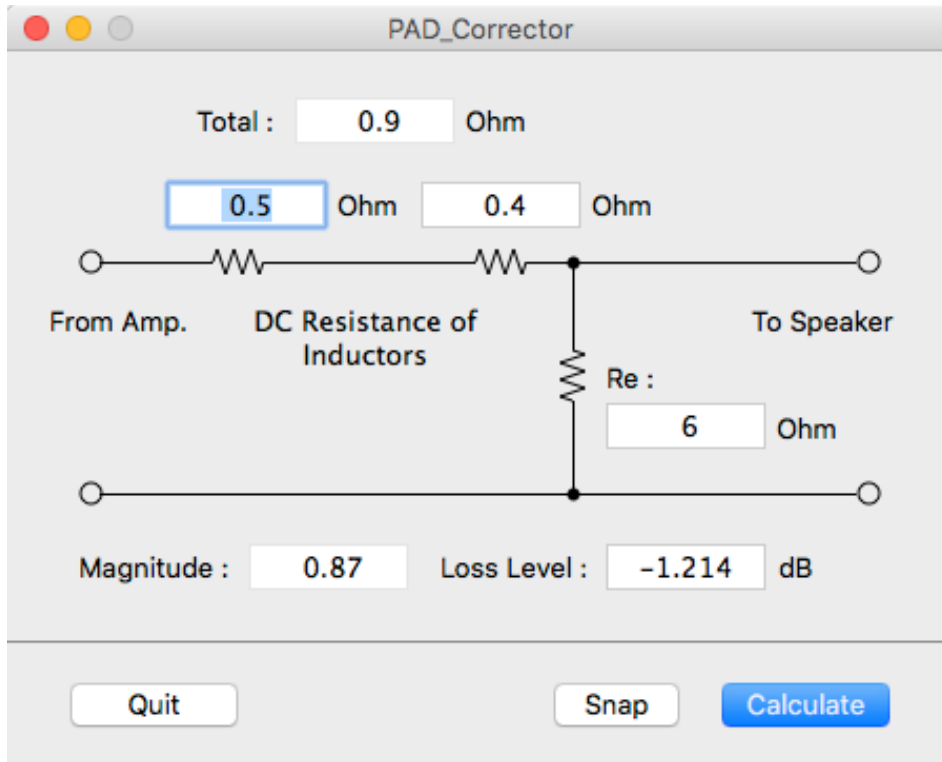 PAD_Corrector
Total : 0.9 Ohm
0.5 Ohm 0.4 Ohm
From Amp. DC Resistance of To Speaker
Inductors
Re :
6 Ohm
Magnitude : 0.87 Loss Level : -1.214 dB
Quit Snap Calculate